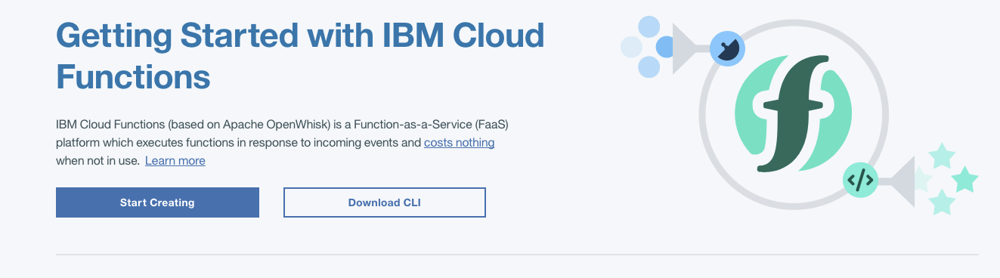 Getting Started with IBM Cloud
Functions
IBM Cloud Functions (based on Apache OpenWhisk) is a Function-as-a-Service (FaaS)
platform which executes functions in response to incoming events and costs nothing
when not in use. Learn more
Start Creating
Download CLI
f
</>